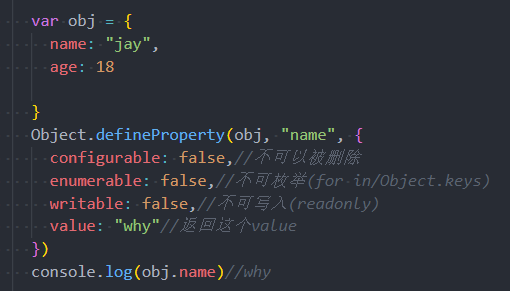 var obj = {
  name: "jay",
  age: 18

}
Object.defineProperty(obj, "name", {
  configurable: false,//不可以被删除
  enumerable: false,//不可枚举(for in/Object.keys)
  writable: false,//不可写入(readonly)
  value: "why"//返回这个value
})
console.log(obj.name)//why